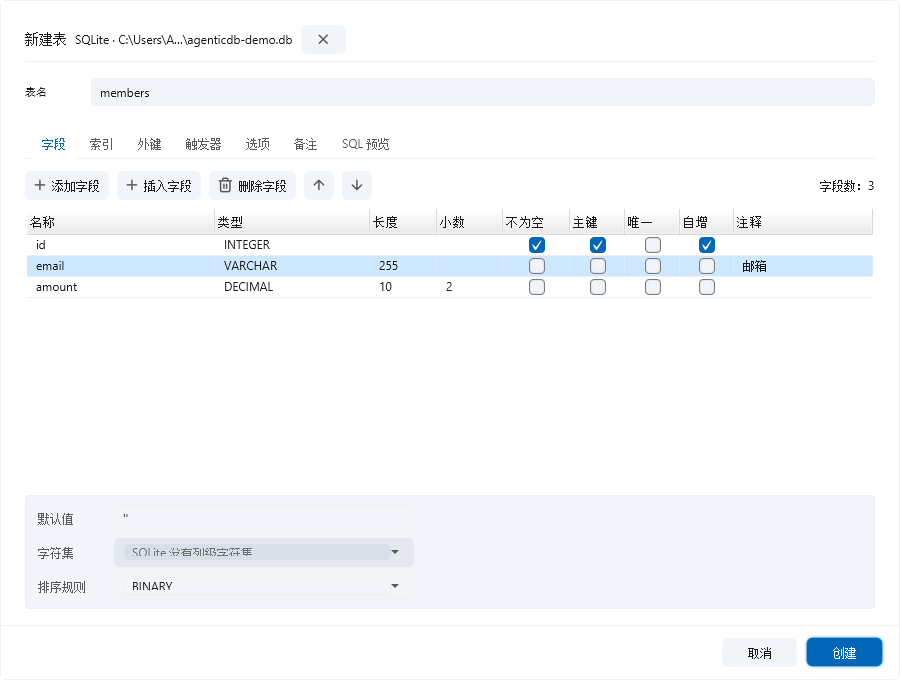 新建表 SQLite · C:\Users\A...\agenticdb-demo.db
表名 members
字段 索引 外键 触发器 选项 备注 SQL 预览
添加字段 插入字段 删除字段 字段数：3
名称 类型 长度 小数 不为空 主键 唯一 自增 注释
id INTEGER
email VARCHAR 255 邮箱
amount DECIMAL 10 2
默认值 ''
字符集 SQLite 没有列级字符集
排序规则 BINARY
取消 创建